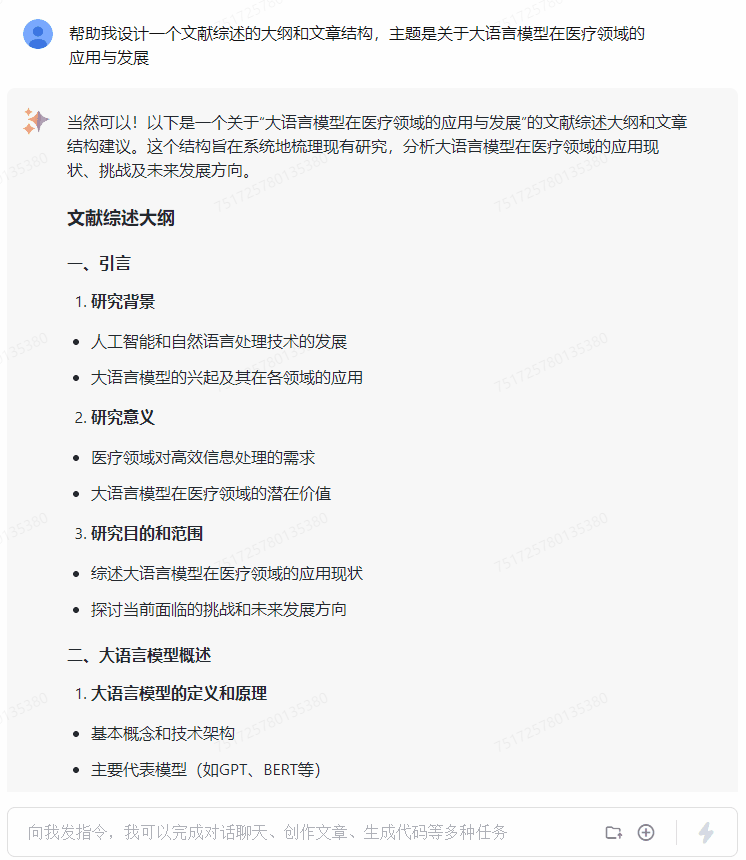 帮助我设计一个文献综述的大纲和文章结构，主题是关于大语言模型在医疗领域的
应用与发展
当然可以！以下是一个关于“大语言模型在医疗领域的应用与发展”的文献综述大纲和文章
结构建议。这个结构旨在系统地梳理现有研究，分析大语言模型在医疗领域的应用现
状、挑战及未来发展方向。
文献综述大纲
一、引言
1. 研究背景
• 人工智能和自然语言处理技术的发展
• 大语言模型的兴起及其在各领域的应用
2. 研究意义
• 医疗领域对高效信息处理的需求
• 大语言模型在医疗领域的潜在价值
3. 研究目的和范围
• 综述大语言模型在医疗领域的应用现状
• 探讨当前面临的挑战和未来发展方向
二、大语言模型概述
1. 大语言模型的定义和原理
• 基本概念和技术架构
• 主要代表模型（如GPT、BERT等）
向我发指令，我可以完成对话聊天、创作文章、生成代码等多种任务
751725780135380